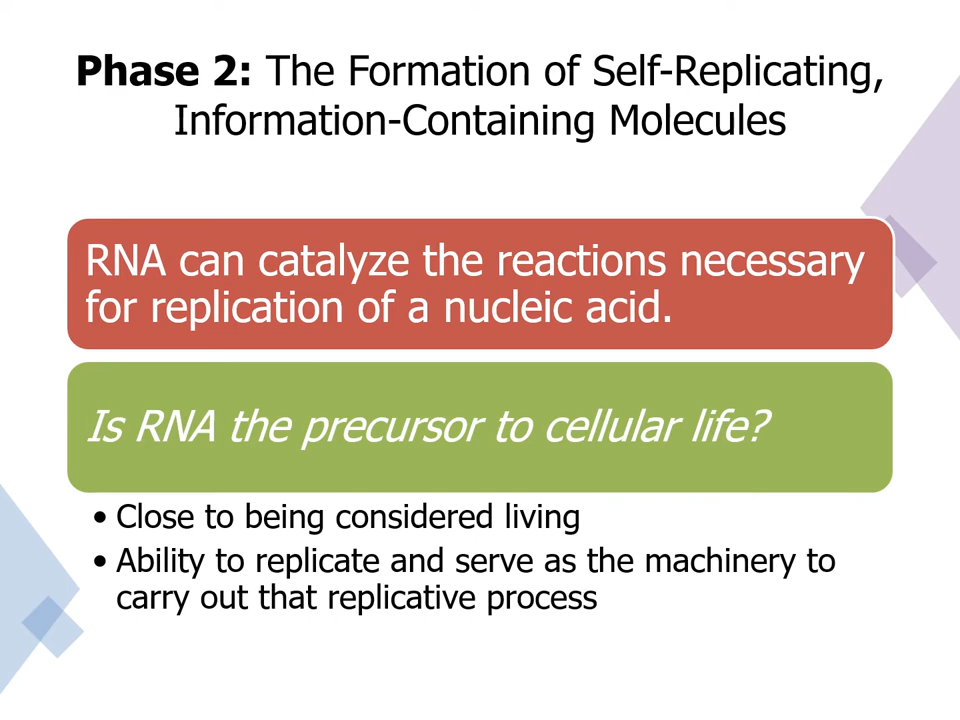 Phase 2: The Formation of Self-Replicating,
Information-Containing Molecules
RNA can catalyze the reactions necessary
for replication of a nucleic acid.
Is RNA the precursor to cellular life?
• Close to being considered living
• Ability to replicate and serve as the machinery to
carry out that replicative process